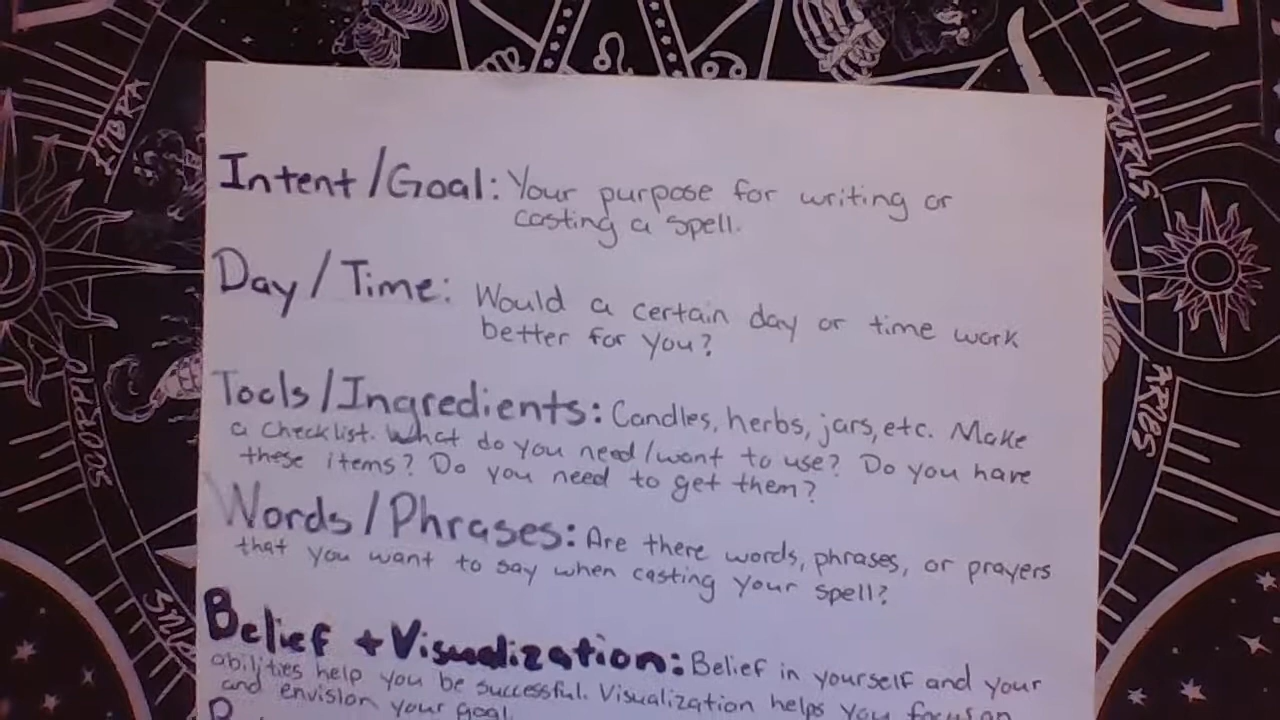 LIBRA
TAURUS
Intent/Goal: Your purpose for writing or
casting a spell.
Day/Time: Would a certain day or time work
better for you?
SCORPIO
ARIES
Tools/Ingredients: Candles, herbs, jars, etc. Make
a checklist. What do you need/want to use? Do you have
these items? Do you need to get them?
Words/Phrases: Are there words, phrases, or prayers
that you want to say when casting your spell?
Belief + Visualization: Belief in yourself and your
abilities help you be successful. Visualization helps you focus on
and envision your goal.